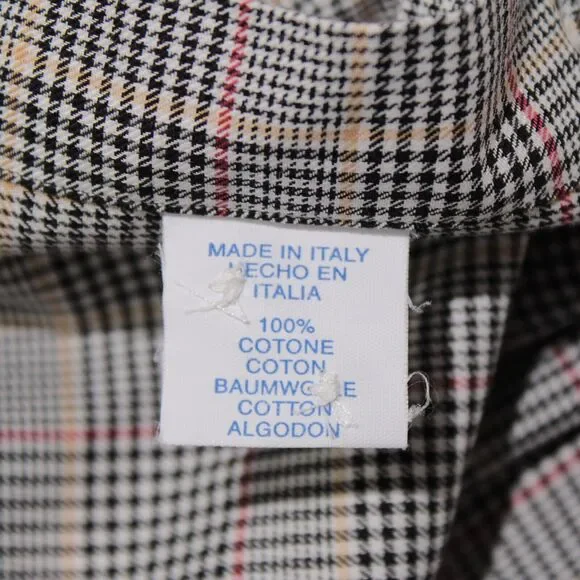 MADE IN ITALY
HECHO EN
ITALIA
100%
COTONE
COTON
BAUMWOLLE
COTTON
ALGODON